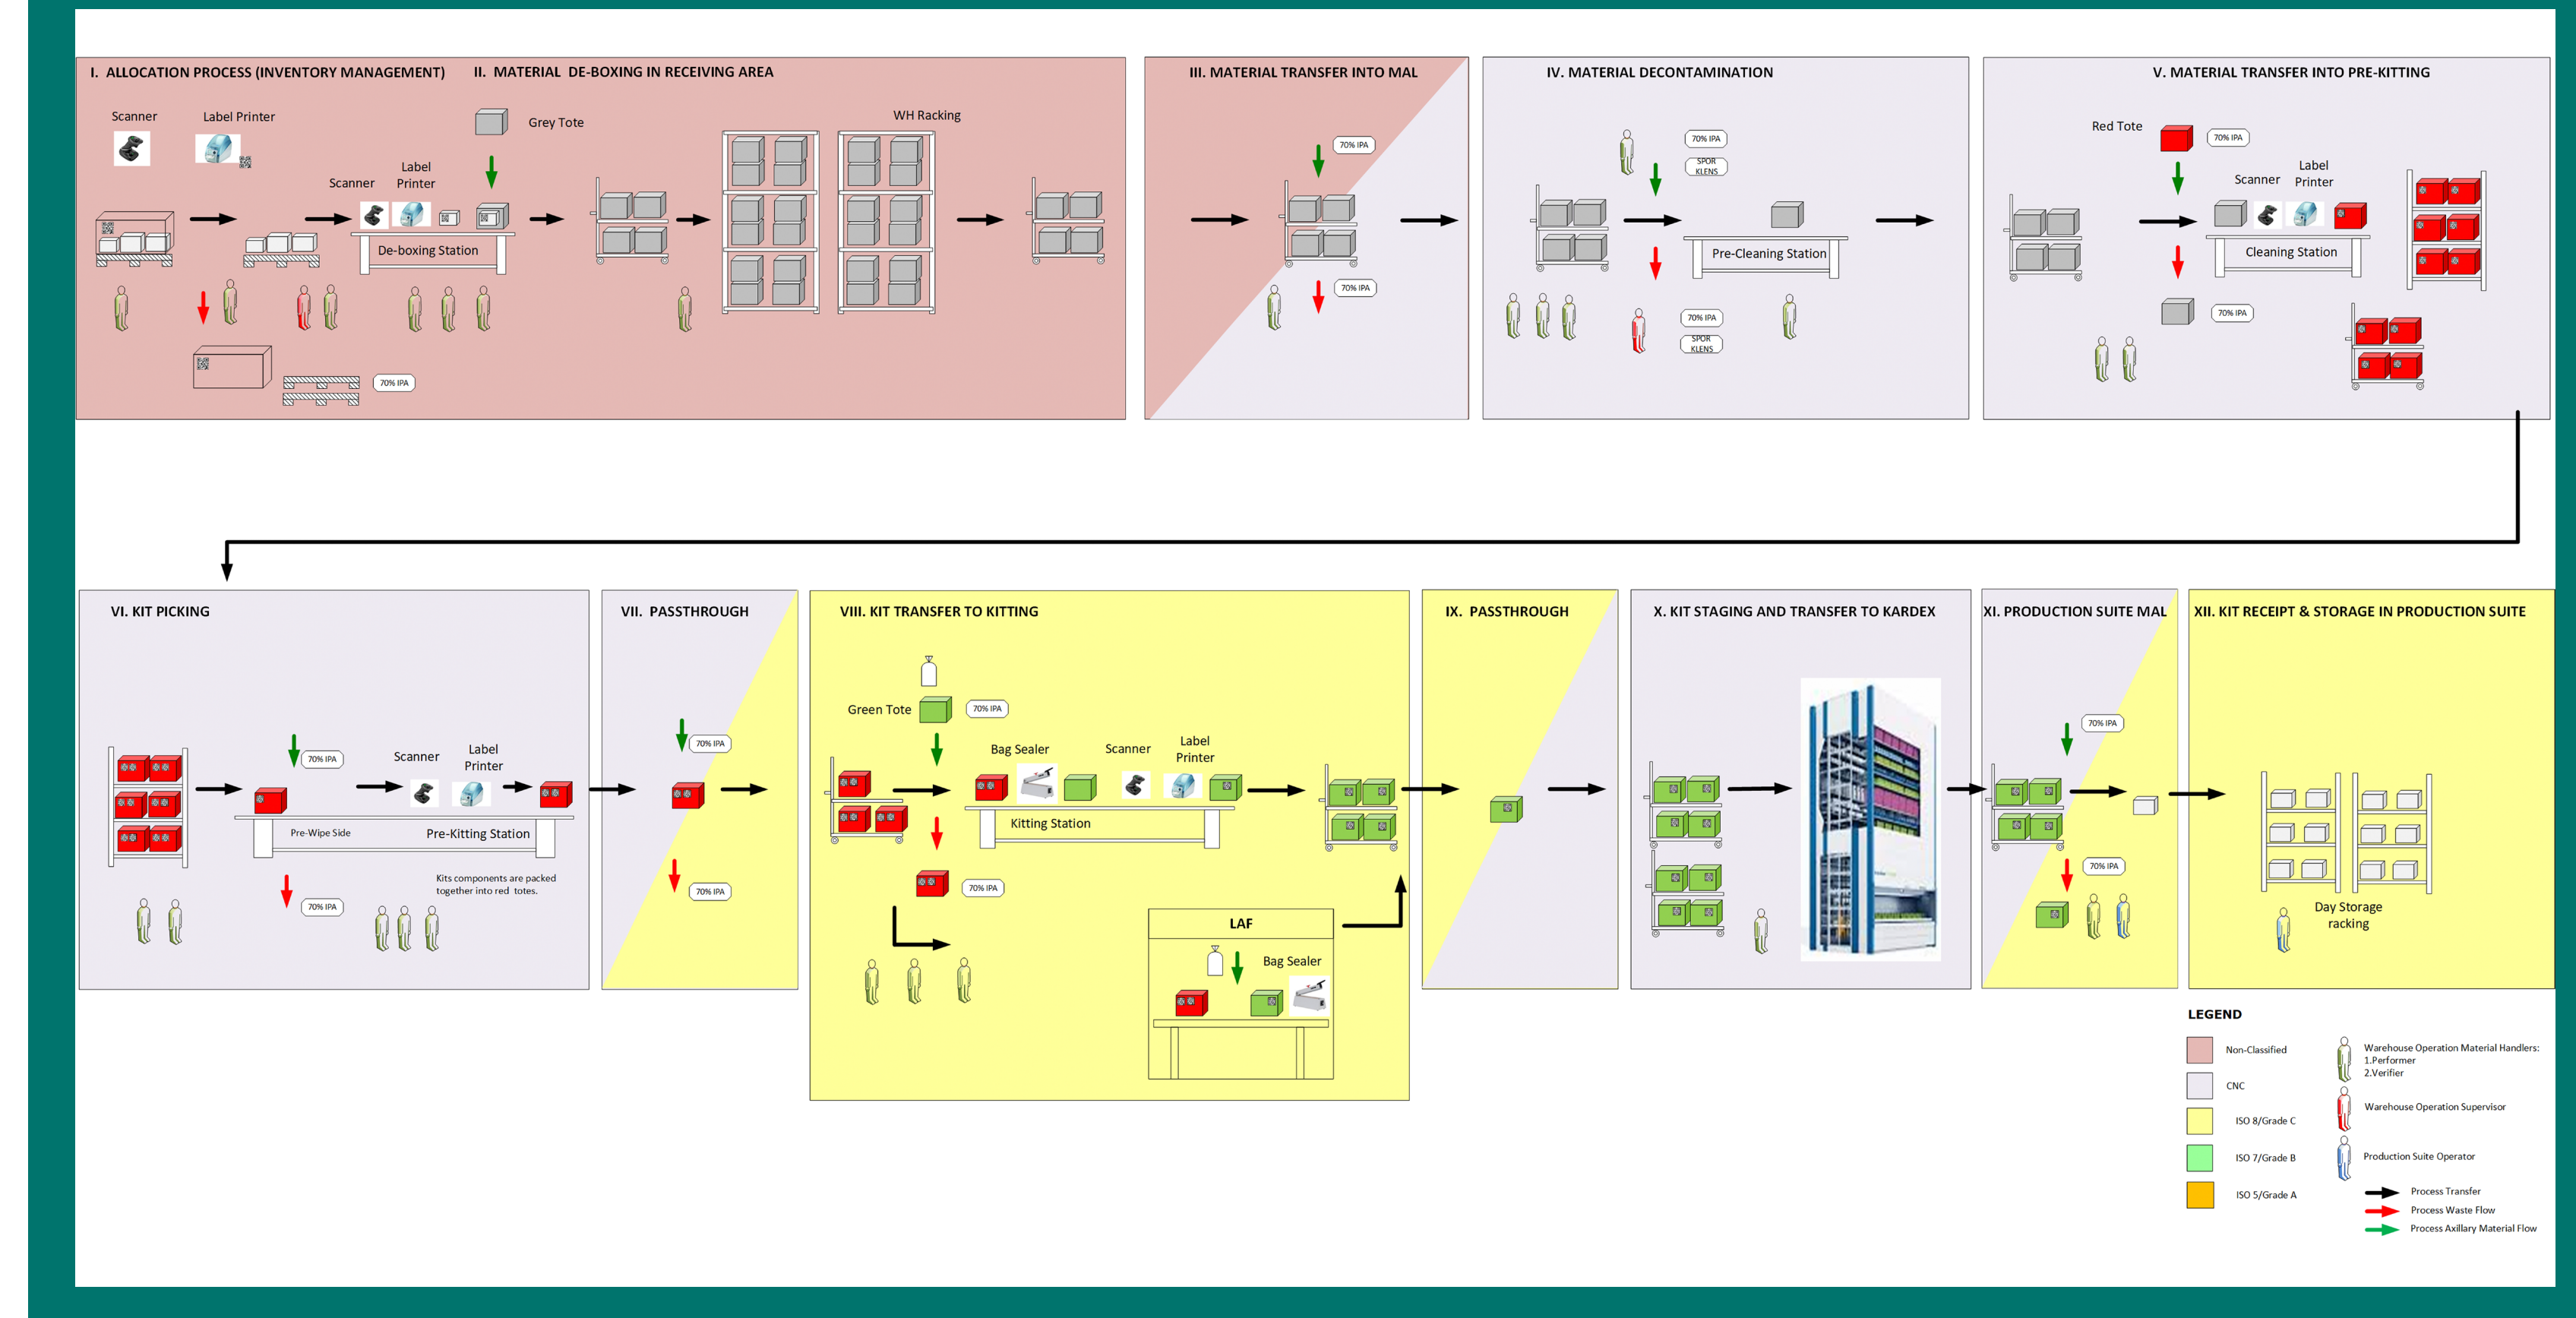 I. ALLOCATION PROCESS (INVENTORY MANAGEMENT)
II. MATERIAL DE-BOXING IN RECEIVING AREA
Scanner
Label Printer
Grey Tote
WH Racking
Scanner
Label
Printer
De-boxing Station
70% IPA
III. MATERIAL TRANSFER INTO MAL
70% IPA
70% IPA
IV. MATERIAL DECONTAMINATION
70% IPA
SPOR
KLENS
Pre-Cleaning Station
70% IPA
SPOR
KLENS
V. MATERIAL TRANSFER INTO PRE-KITTING
Red Tote
70% IPA
Scanner
Label
Printer
Cleaning Station
70% IPA
VI. KIT PICKING
70% IPA
Scanner
Label
Printer
Pre-Wipe Side
Pre-Kitting Station
Kits components are packed
together into red totes.
70% IPA
VII. PASSTHROUGH
70% IPA
70% IPA
VIII. KIT TRANSFER TO KITTING
Green Tote
70% IPA
Bag Sealer
Scanner
Label
Printer
Kitting Station
70% IPA
LAF
Bag Sealer
IX. PASSTHROUGH
X. KIT STAGING AND TRANSFER TO KARDEX
XI. PRODUCTION SUITE MAL
70% IPA
70% IPA
XII. KIT RECEIPT & STORAGE IN PRODUCTION SUITE
Day Storage
racking
LEGEND
Non-Classified
CNC
ISO 8/Grade C
ISO 7/Grade B
ISO 5/Grade A
Warehouse Operation Material Handlers:
1.Performer
2.Verifier
Warehouse Operation Supervisor
Production Suite Operator
Process Transfer
Process Waste Flow
Process Axillary Material Flow